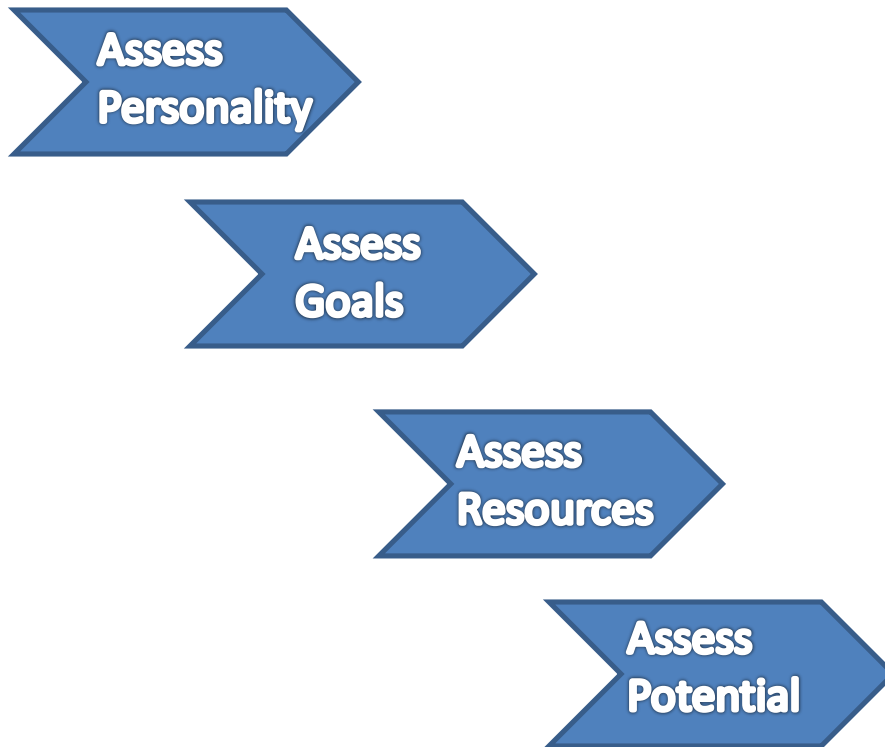 Assess
Personality
Assess
Goals
Assess
Resources
Assess
Potential